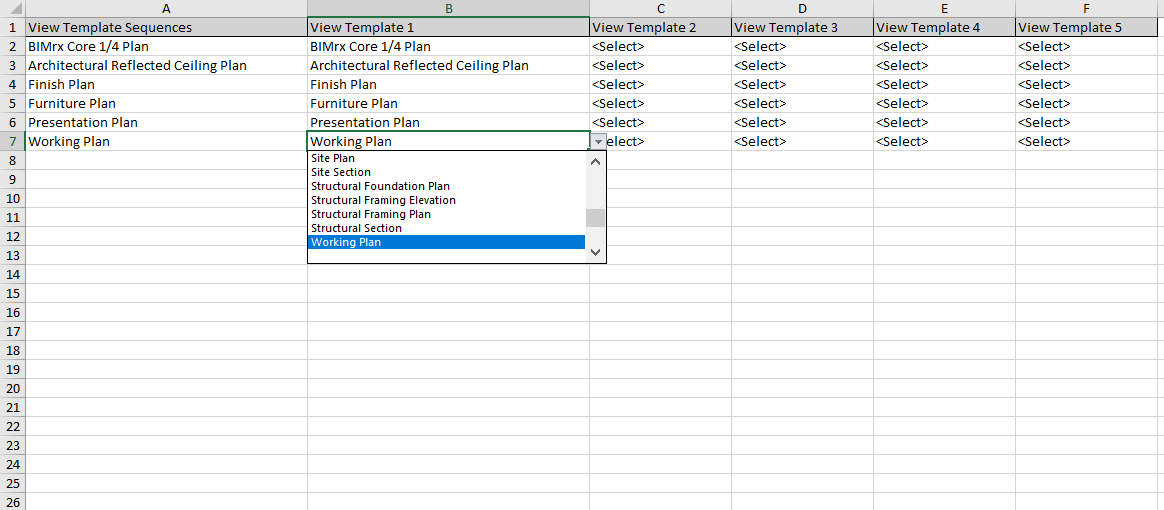 A B C D E F
1 View Template Sequences View Template 1 View Template 2 View Template 3 View Template 4 View Template 5
2 BIMrx Core 1/4 Plan BIMrx Core 1/4 Plan <Select> <Select> <Select> <Select>
3 Architectural Reflected Ceiling Plan Architectural Reflected Ceiling Plan <Select> <Select> <Select> <Select>
4 Finish Plan Finish Plan <Select> <Select> <Select> <Select>
5 Furniture Plan Furniture Plan <Select> <Select> <Select> <Select>
6 Presentation Plan Presentation Plan <Select> <Select> <Select> <Select>
7 Working Plan Working Plan elect> <Select> <Select> <Select>
8 Site Plan
Site Section
9 Structural Foundation Plan
10 Structural Framing Elevation
11 Structural Framing Plan
Structural Section
12 Working Plan
13
14
15
16
17
18
19
20
21
22
23
24
25
26